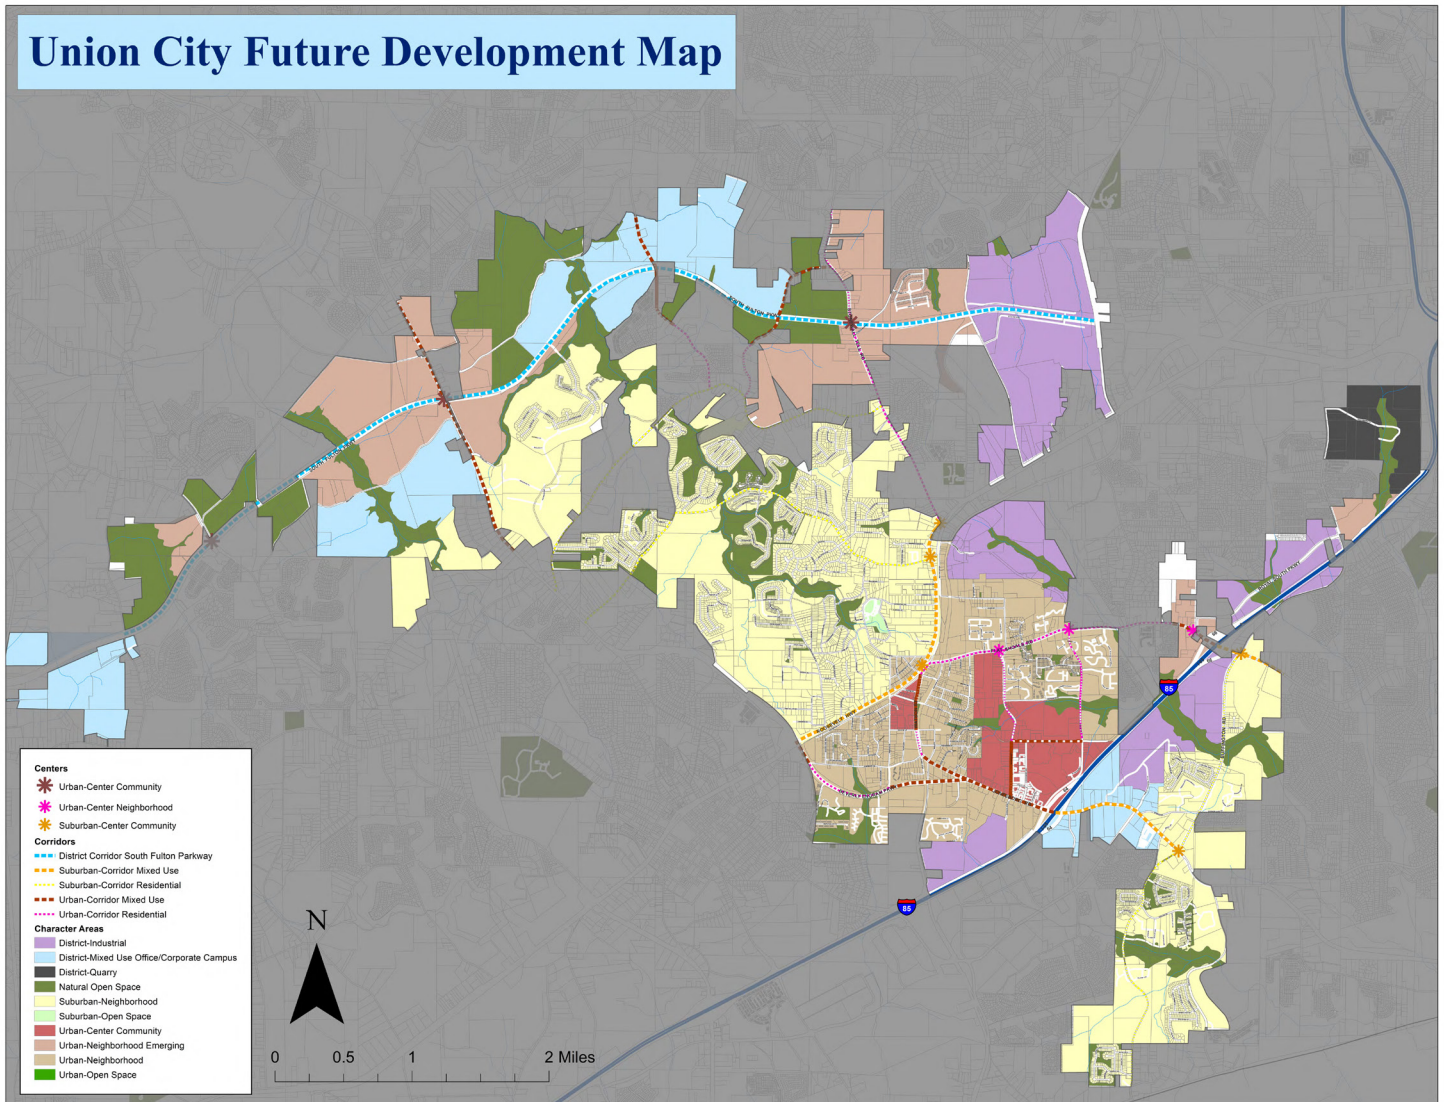 Union City Future Development Map
SOUTH FULTON PKWY
85
85
Centers
Urban-Center Community
Urban-Center Neighborhood
Suburban-Center Community
Corridors
District Corridor South Fulton Parkway
Suburban-Corridor Mixed Use
Suburban-Corridor Residential
Urban-Corridor Mixed Use
Urban-Corridor Residential
Character Areas
District-Industrial
District-Mixed Use Office/Corporate Campus
District-Quarry
Natural Open Space
Suburban-Neighborhood
Suburban-Open Space
Urban-Center Community
Urban-Neighborhood Emerging
Urban-Neighborhood
Urban-Open Space
N
0 0.5 1 2 Miles